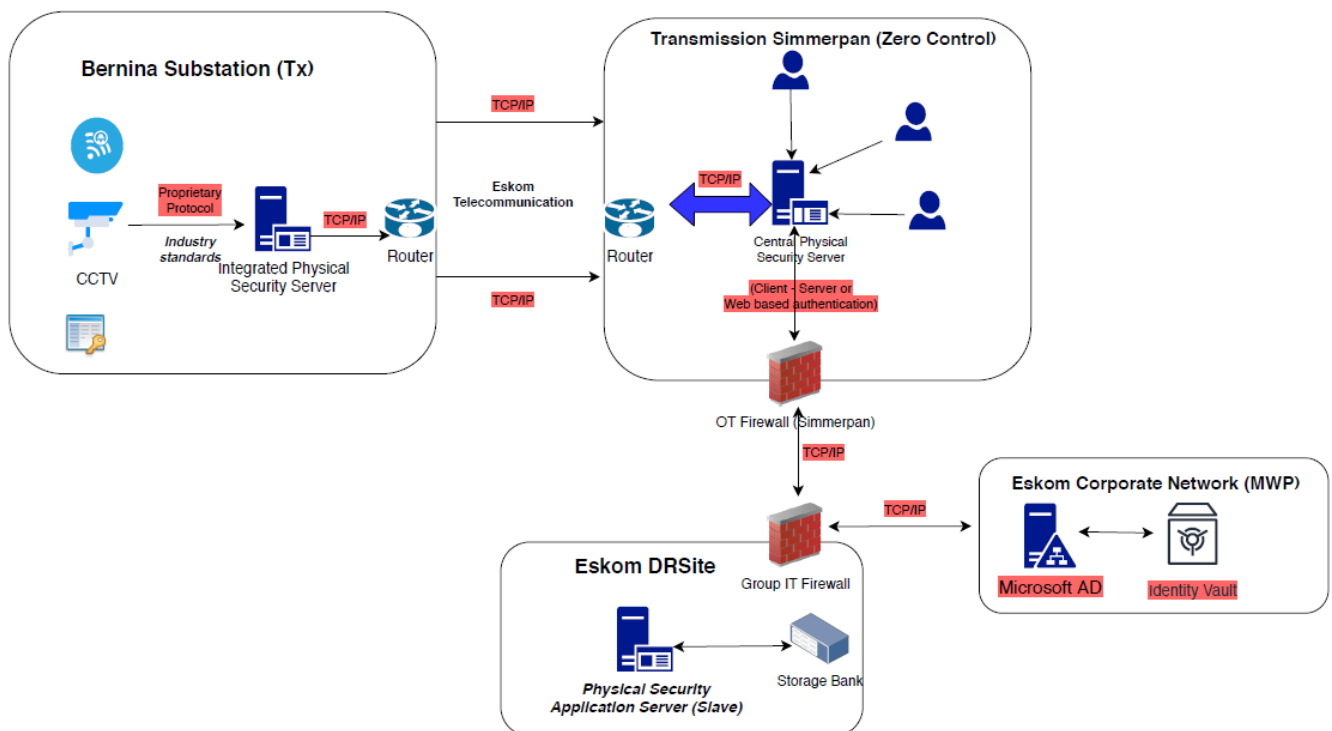 Bernina Substation (Tx)
Proprietary
Protocol
Industry
standards
CCTV
Integrated Physical
Security Server
TCP/IP
Router
TCP/IP
Eskom
Telecommunication
TCP/IP
Transmission Simmerpan (Zero Control)
Router
TCP/IP
Central Physical
Security Server
(Client - Server or
Web based authentication)
OT Firewall (Simmerpan)
TCP/IP
TCP/IP
Eskom Corporate Network (MWP)
Microsoft AD
Identity Vault
Eskom DRSite
Group IT Firewall
Physical Security
Application Server (Slave)
Storage Bank